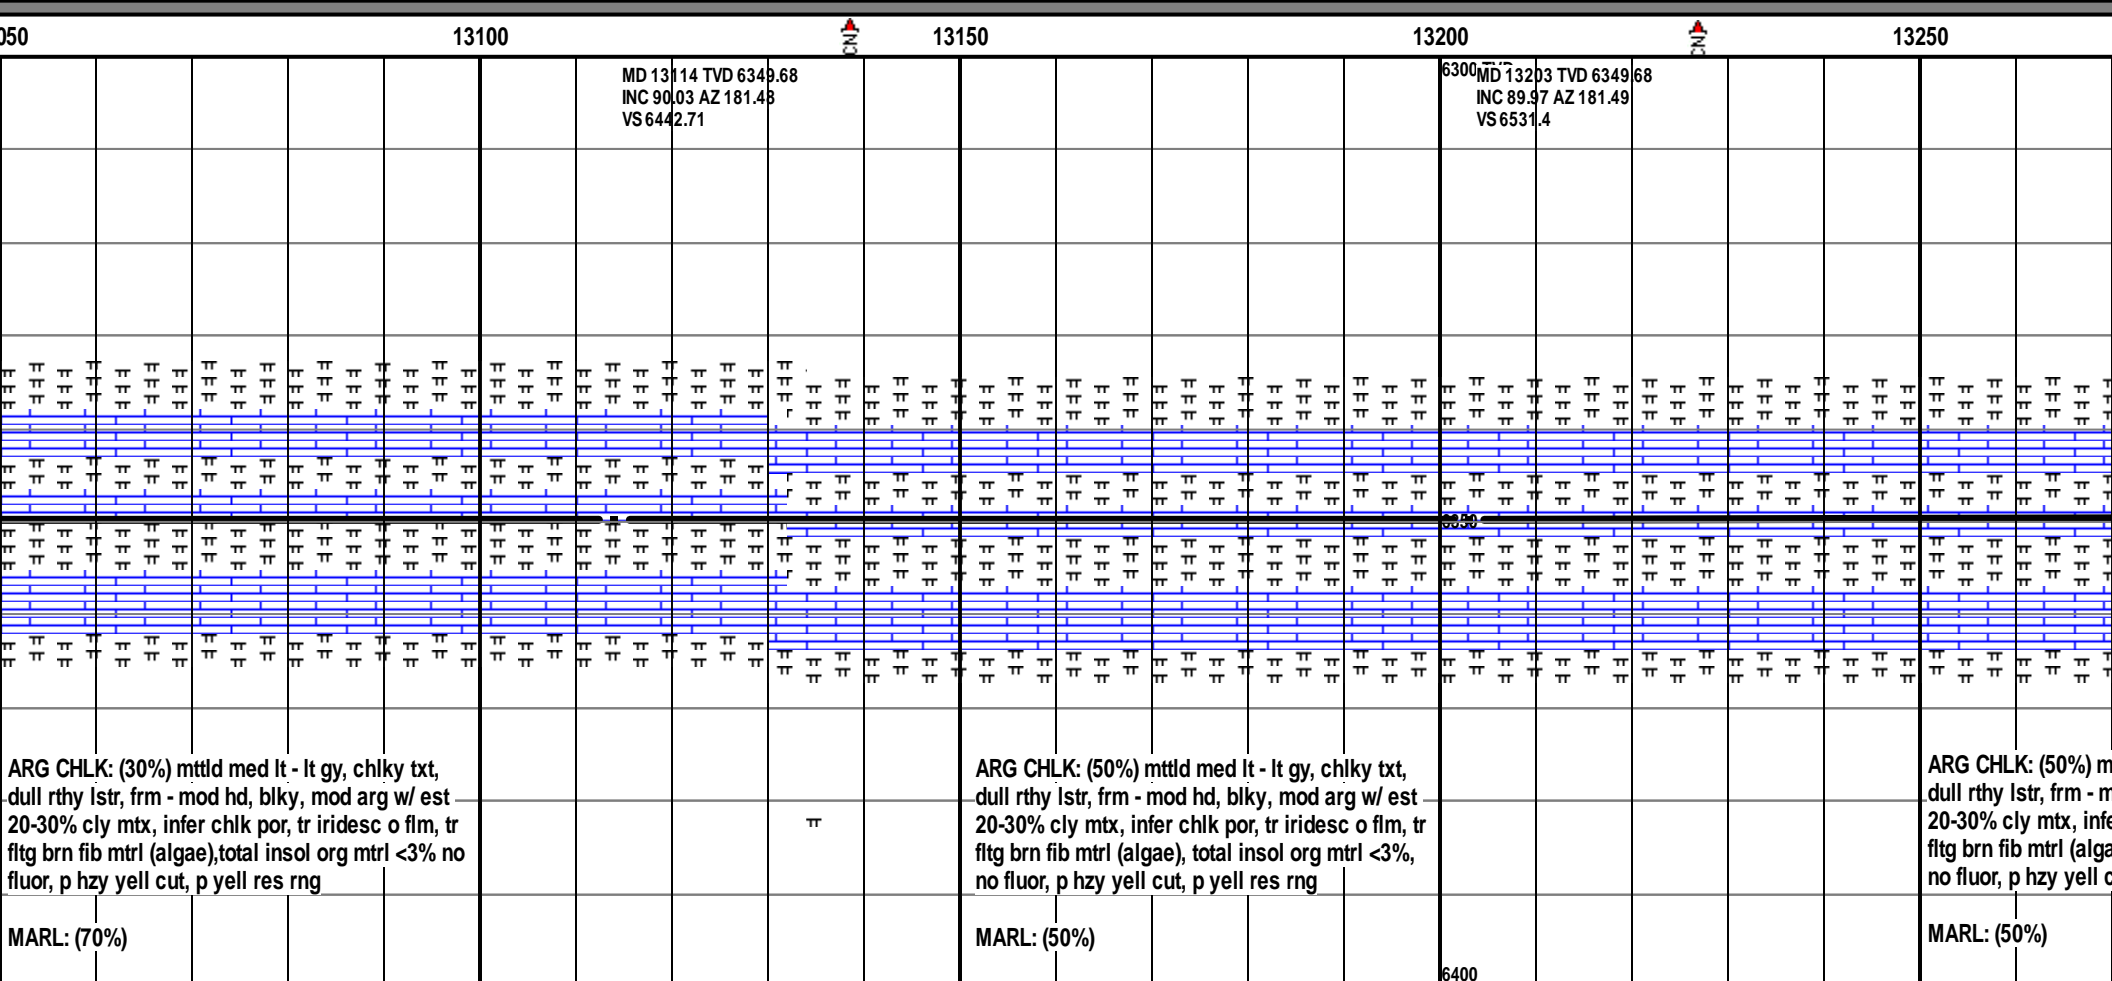 050 13100 CN 13150 13200 CN 13250
MD 13114 TVD 6349.68
INC 90.03 AZ 181.48
VS 6442.71
6300 TVD
MD 13203 TVD 6349.68
INC 89.97 AZ 181.49
VS 6531.4
6350
ARG CHLK: (30%) mttld med lt - lt gy, chlky txt,
dull rthy lstr, frm - mod hd, blky, mod arg w/ est
20-30% cly mtx, infer chlk por, tr iridesc o flm, tr
fltg brn fib mtrl (algae),total insol org mtrl <3% no
fluor, p hzy yell cut, p yell res rng
MARL: (70%)
ARG CHLK: (50%) mttld med lt - lt gy, chlky txt,
dull rthy lstr, frm - mod hd, blky, mod arg w/ est
20-30% cly mtx, infer chlk por, tr iridesc o flm, tr
fltg brn fib mtrl (algae), total insol org mtrl <3%,
no fluor, p hzy yell cut, p yell res rng
MARL: (50%)
ARG CHLK: (50%) m
dull rthy lstr, frm - m
20-30% cly mtx, infe
fltg brn fib mtrl (alga
no fluor, p hzy yell c
MARL: (50%)
6400